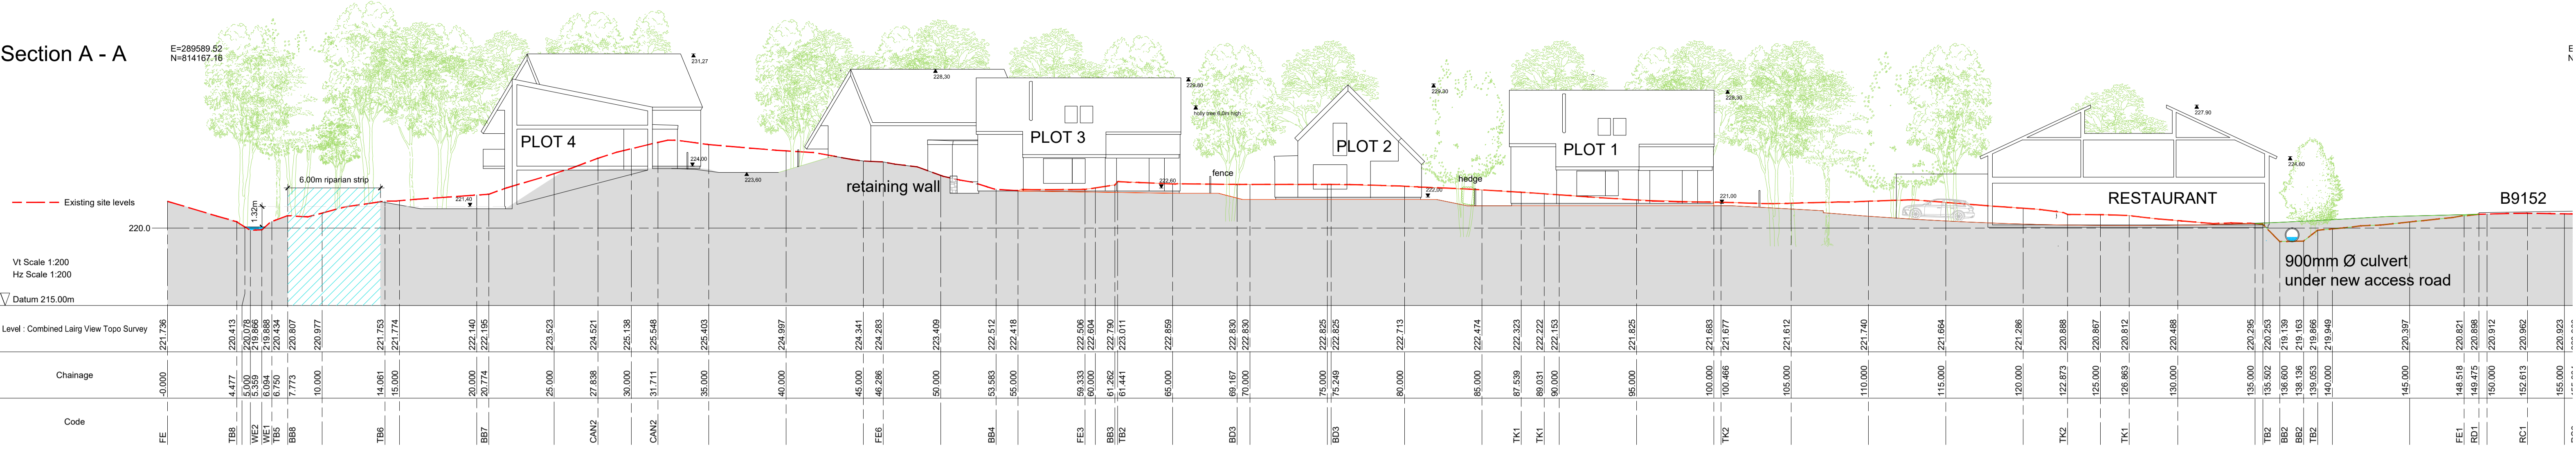 Section A - A
E=289589.52
N=814167.16
231,27
228,30
229,80
holly tree 6,0m high
229,30
228,30
227.90
224,60
PLOT 4
PLOT 3
PLOT 2
PLOT 1
RESTAURANT
B9152
224,00
223,60
retaining wall
fence
hedge
222,60
222,00
221,00
221,40
6.00m riparian strip
1.32m
Existing site levels
220.0
900mm Ø culvert
under new access road
Vt Scale 1:200
Hz Scale 1:200
Datum 215.00m
Level : Combined Lairg View Topo Survey
221.736 220.413 220.078 219.866 219.888 220.434 220.807 220.977 221.753 221.774 222.140 222.195 223.523 224.521 225.138 225.548 225.403 224.997 224.341 224.283 223.409 222.512 222.418 222.506 222.604 222.790 223.011 222.859 222.830 222.830 222.825 222.825 222.713 222.474 222.323 222.222 222.153 221.825 221.683 221.677 221.612 221.740 221.664 221.286 220.888 220.867 220.812 220.488 220.295 220.253 219.139 219.163 219.866 219.949 220.397 220.821 220.898 220.912 220.962 220.923
Chainage
-0.000 4.477 5.000 5.359 6.094 6.750 7.773 10.000 14.061 15.000 20.000 20.774 25.000 27.838 30.000 31.711 35.000 40.000 45.000 46.286 50.000 53.583 55.000 59.333 60.000 61.262 61.441 65.000 69.167 70.000 75.000 75.249 80.000 85.000 87.539 89.031 90.000 95.000 100.000 100.466 105.000 110.000 115.000 120.000 122.873 125.000 126.863 130.000 135.000 135.502 136.600 138.136 139.053 140.000 145.000 148.518 149.475 150.000 152.613 155.000
Code
FE TB8 WE2 WE1 TB5 BB8 TB6 BB7 CAN2 CAN2 FE6 BB4 FE3 BB3 TB2 BD3 BD3 TK1 TK1 TK2 TK2 TK1 TB2 BB2 BB2 TB2 FE1 RD1 RC1